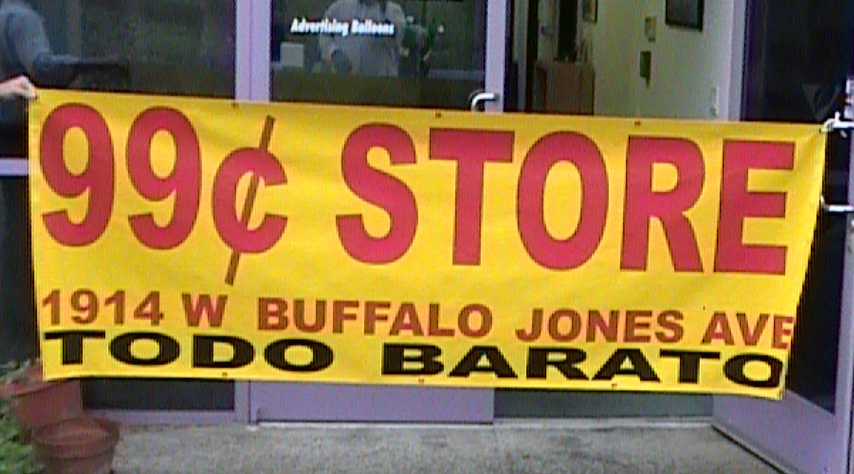 Advertising Balloons
99¢ STORE
1914 W BUFFALO JONES AVE
TODO BARATO